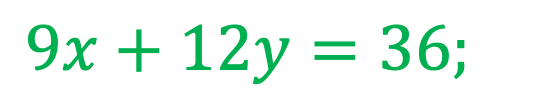 9x + 12y = 36;